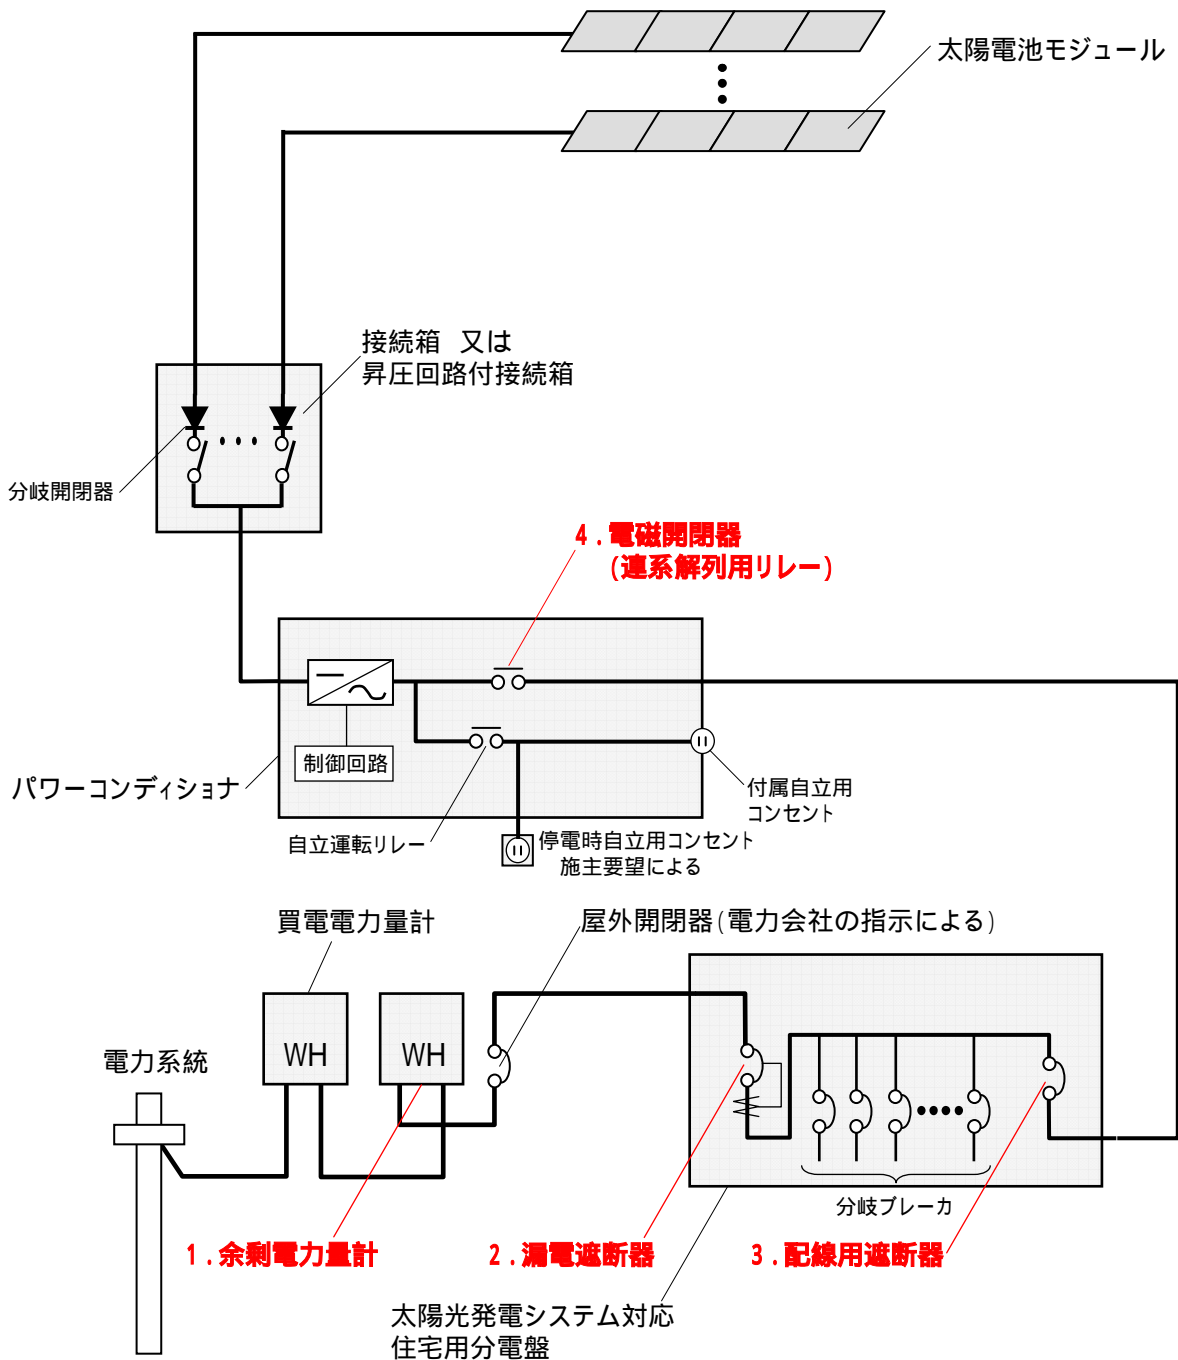 太陽電池モジュール
接続箱　又は
昇圧回路付接続箱
分岐開閉器
4．電磁開閉器
(連系解列用リレー)
制御回路
パワーコンディショナ
付属自立用
コンセント
自立運転リレー
停電時自立用コンセント
施主要望による
買電電力量計
屋外開閉器(電力会社の指示による)
WH
WH
電力系統
分岐ブレーカ
1．余剰電力量計
2．漏電遮断器
3．配線用遮断器
太陽光発電システム対応
住宅用分電盤